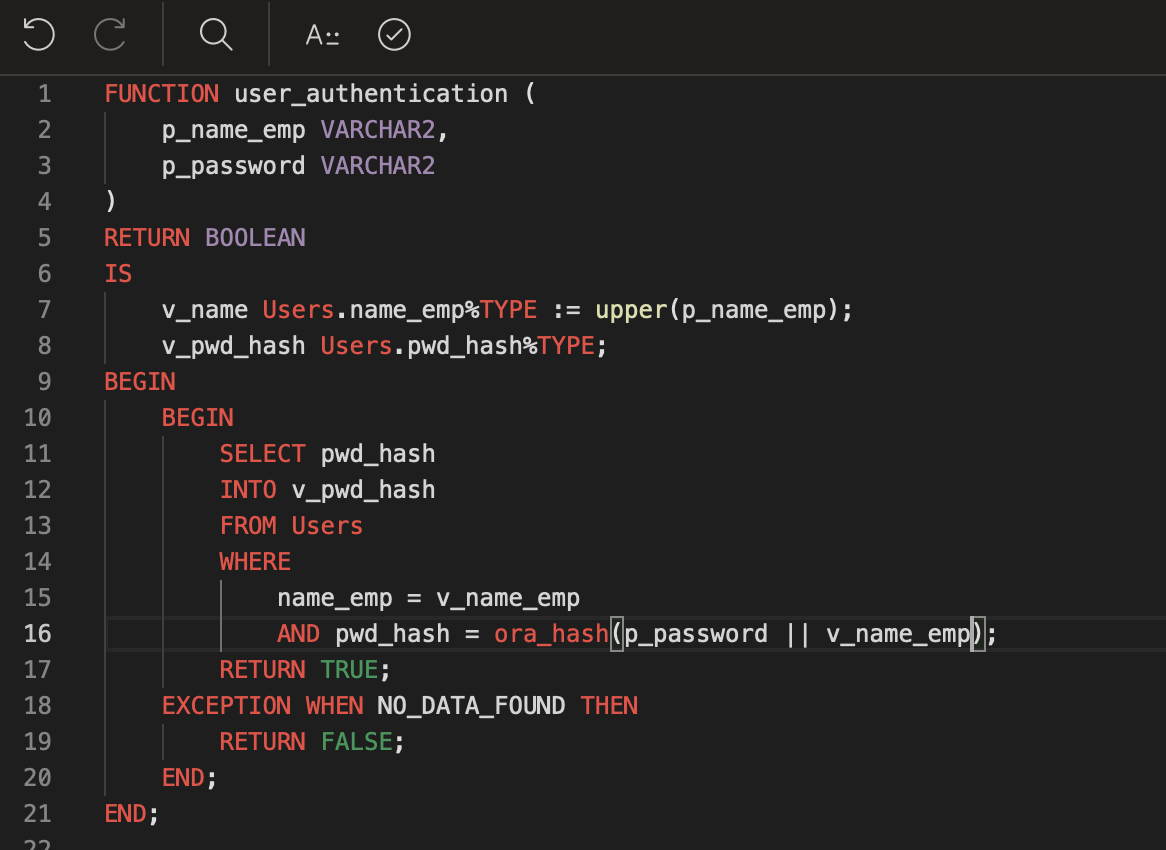 A::
1 FUNCTION user_authentication (
2 p_name_emp VARCHAR2,
3 p_password VARCHAR2
4 )
5 RETURN BOOLEAN
6 IS
7 v_name Users.name_emp%TYPE := upper(p_name_emp);
8 v_pwd_hash Users.pwd_hash%TYPE;
9 BEGIN
10 BEGIN
11 SELECT pwd_hash
12 INTO v_pwd_hash
13 FROM Users
14 WHERE
15 name_emp = v_name_emp
16 AND pwd_hash = ora_hash(p_password || v_name_emp);
17 RETURN TRUE;
18 EXCEPTION WHEN NO_DATA_FOUND THEN
19 RETURN FALSE;
20 END;
21 END;
22